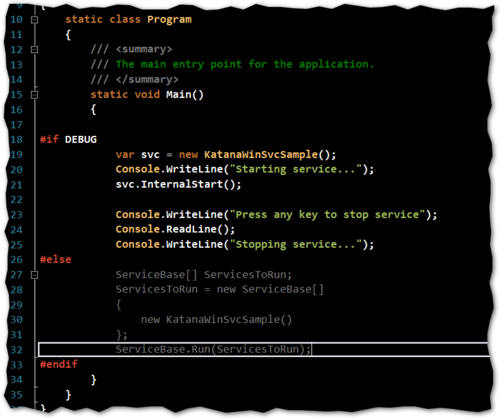 9 {
10 static class Program
11 {
12 /// <summary>
13 /// The main entry point for the application.
14 /// </summary>
15 static void Main()
16 {
17
18 #if DEBUG
19 var svc = new KatanaWinSvcSample();
20 Console.WriteLine("Starting service...");
21 svc.InternalStart();
22
23 Console.WriteLine("Press any key to stop service");
24 Console.ReadLine();
25 Console.WriteLine("Stopping service...");
26 #else
27 ServiceBase[] ServicesToRun;
28 ServicesToRun = new ServiceBase[]
29 {
30 new KatanaWinSvcSample()
31 };
32 ServiceBase.Run(ServicesToRun);
33 #endif
34 }
35 }